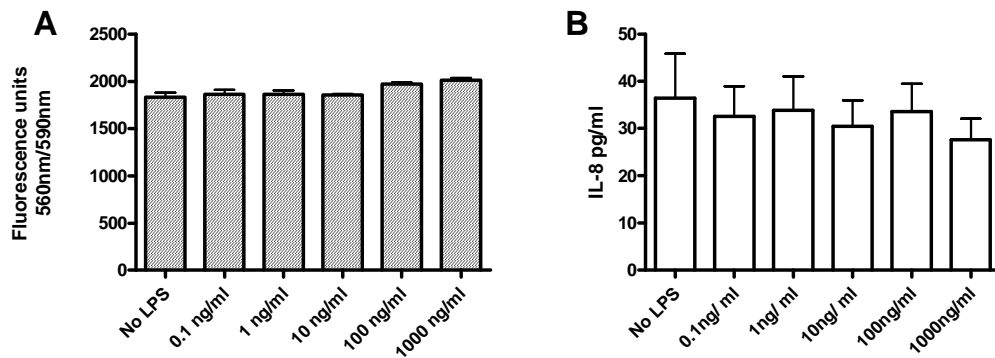 A
Fluorescence units
560nm/590nm
2500
2000
1500
1000
500
0
No LPS
0.1 ng/ml
1 ng/ml
10 ng/ml
100 ng/ml
1000 ng/ml
B
IL-8 pg/ml
50
40
30
20
10
0
No LPS
0.1ng/ ml
1ng/ ml
10ng/ ml
100ng/ml
1000ng/ml